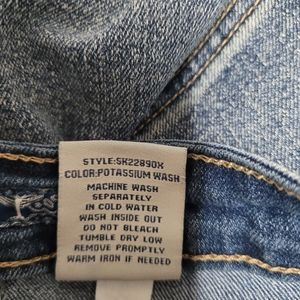 STYLE:SK22890X
COLOR:POTASSIUM WASH
MACHINE WASH
SEPARATELY
IN COLD WATER
WASH INSIDE OUT
DO NOT BLEACH
TUMBLE DRY LOW
REMOVE PROMPTLY
WARM IRON IF NEEDED